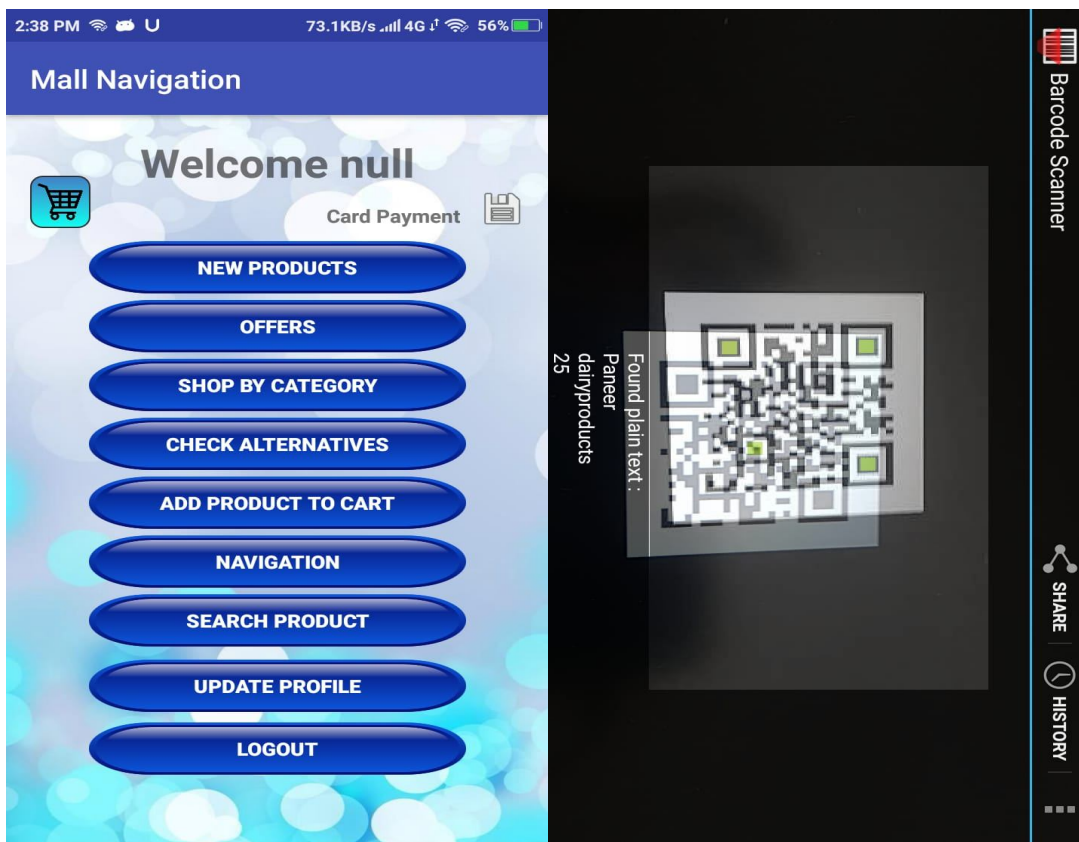 2:38 PM U 73.1KB/s 4G 56%
Mall Navigation
Welcome null
Card Payment
NEW PRODUCTS
OFFERS
SHOP BY CATEGORY
CHECK ALTERNATIVES
ADD PRODUCT TO CART
NAVIGATION
SEARCH PRODUCT
UPDATE PROFILE
LOGOUT
Barcode Scanner
SHARE
HISTORY
Found plain text :
Paneer
dairyproducts
25